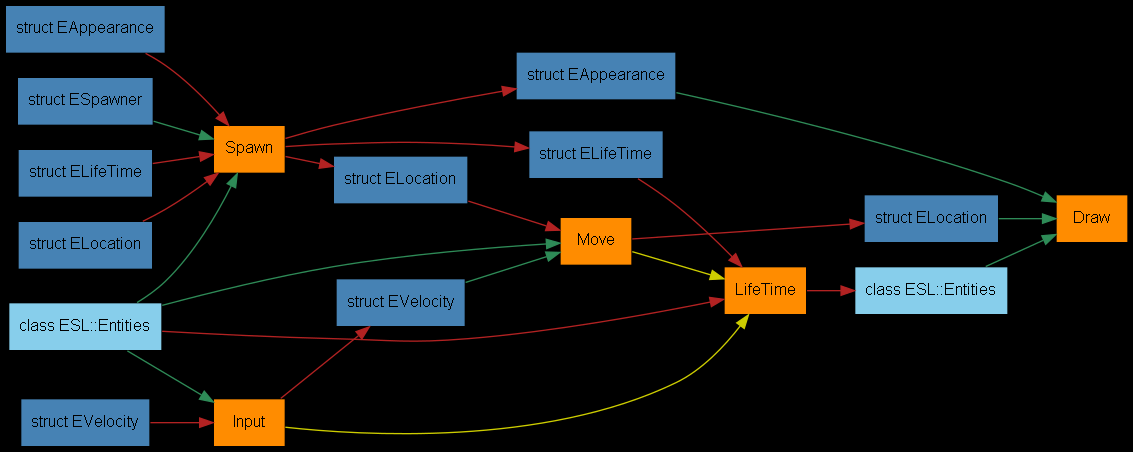 struct EAppearance
struct ESpawner
struct ELifeTime
struct ELocation
class ESL::Entities
struct EVelocity
Spawn
Input
struct ELocation
struct EVelocity
struct EAppearance
struct ELifeTime
Move
LifeTime
struct ELocation
class ESL::Entities
Draw